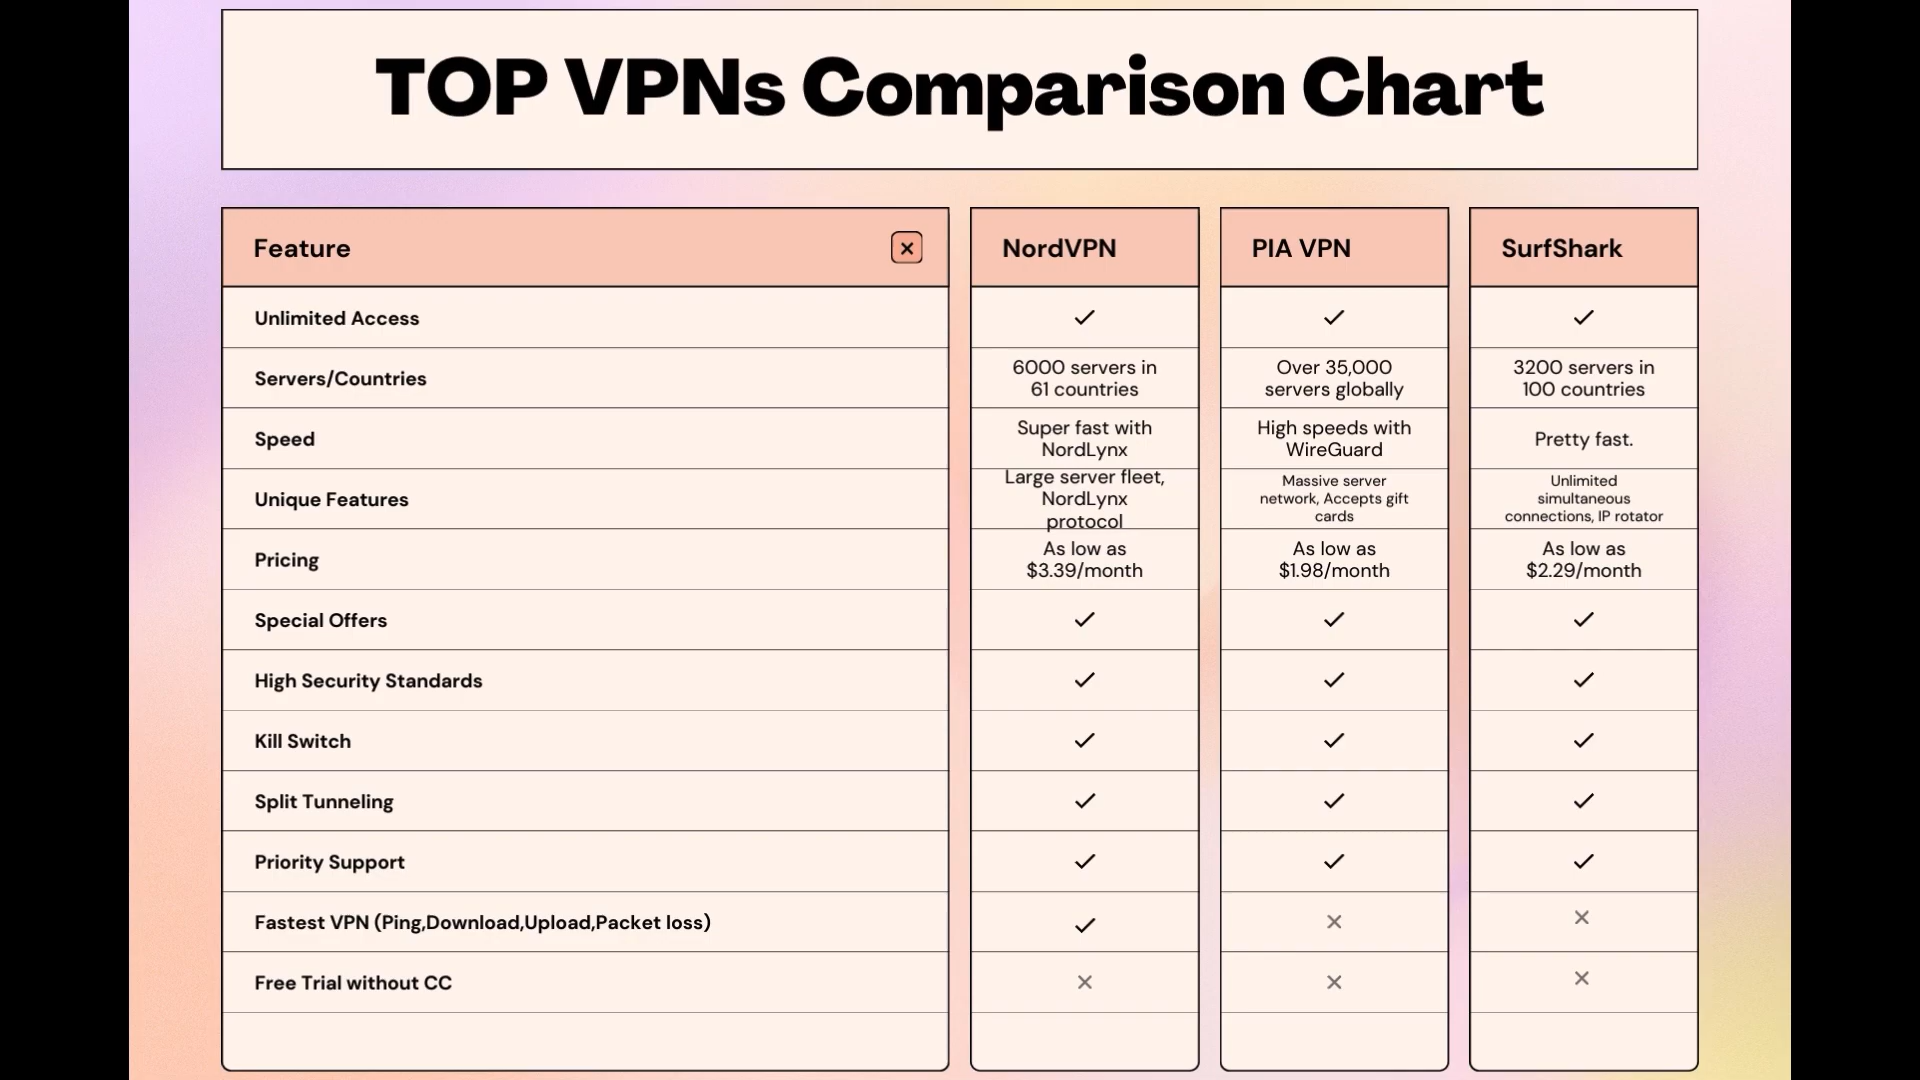 TOP VPNs Comparison Chart
Feature
NordVPN
PIA VPN
SurfShark
Unlimited Access
Servers/Countries
6000 servers in
61 countries
Over 35,000
servers globally
3200 servers in
100 countries
Speed
Super fast with
NordLynx
High speeds with
WireGuard
Pretty fast.
Unique Features
Large server fleet,
NordLynx
protocol
Massive server
network, Accepts gift
cards
Unlimited
simultaneous
connections, IP rotator
Pricing
As low as
$3.39/month
As low as
$1.98/month
As low as
$2.29/month
Special Offers
High Security Standards
Kill Switch
Split Tunneling
Priority Support
Fastest VPN (Ping,Download,Upload,Packet loss)
Free Trial without CC